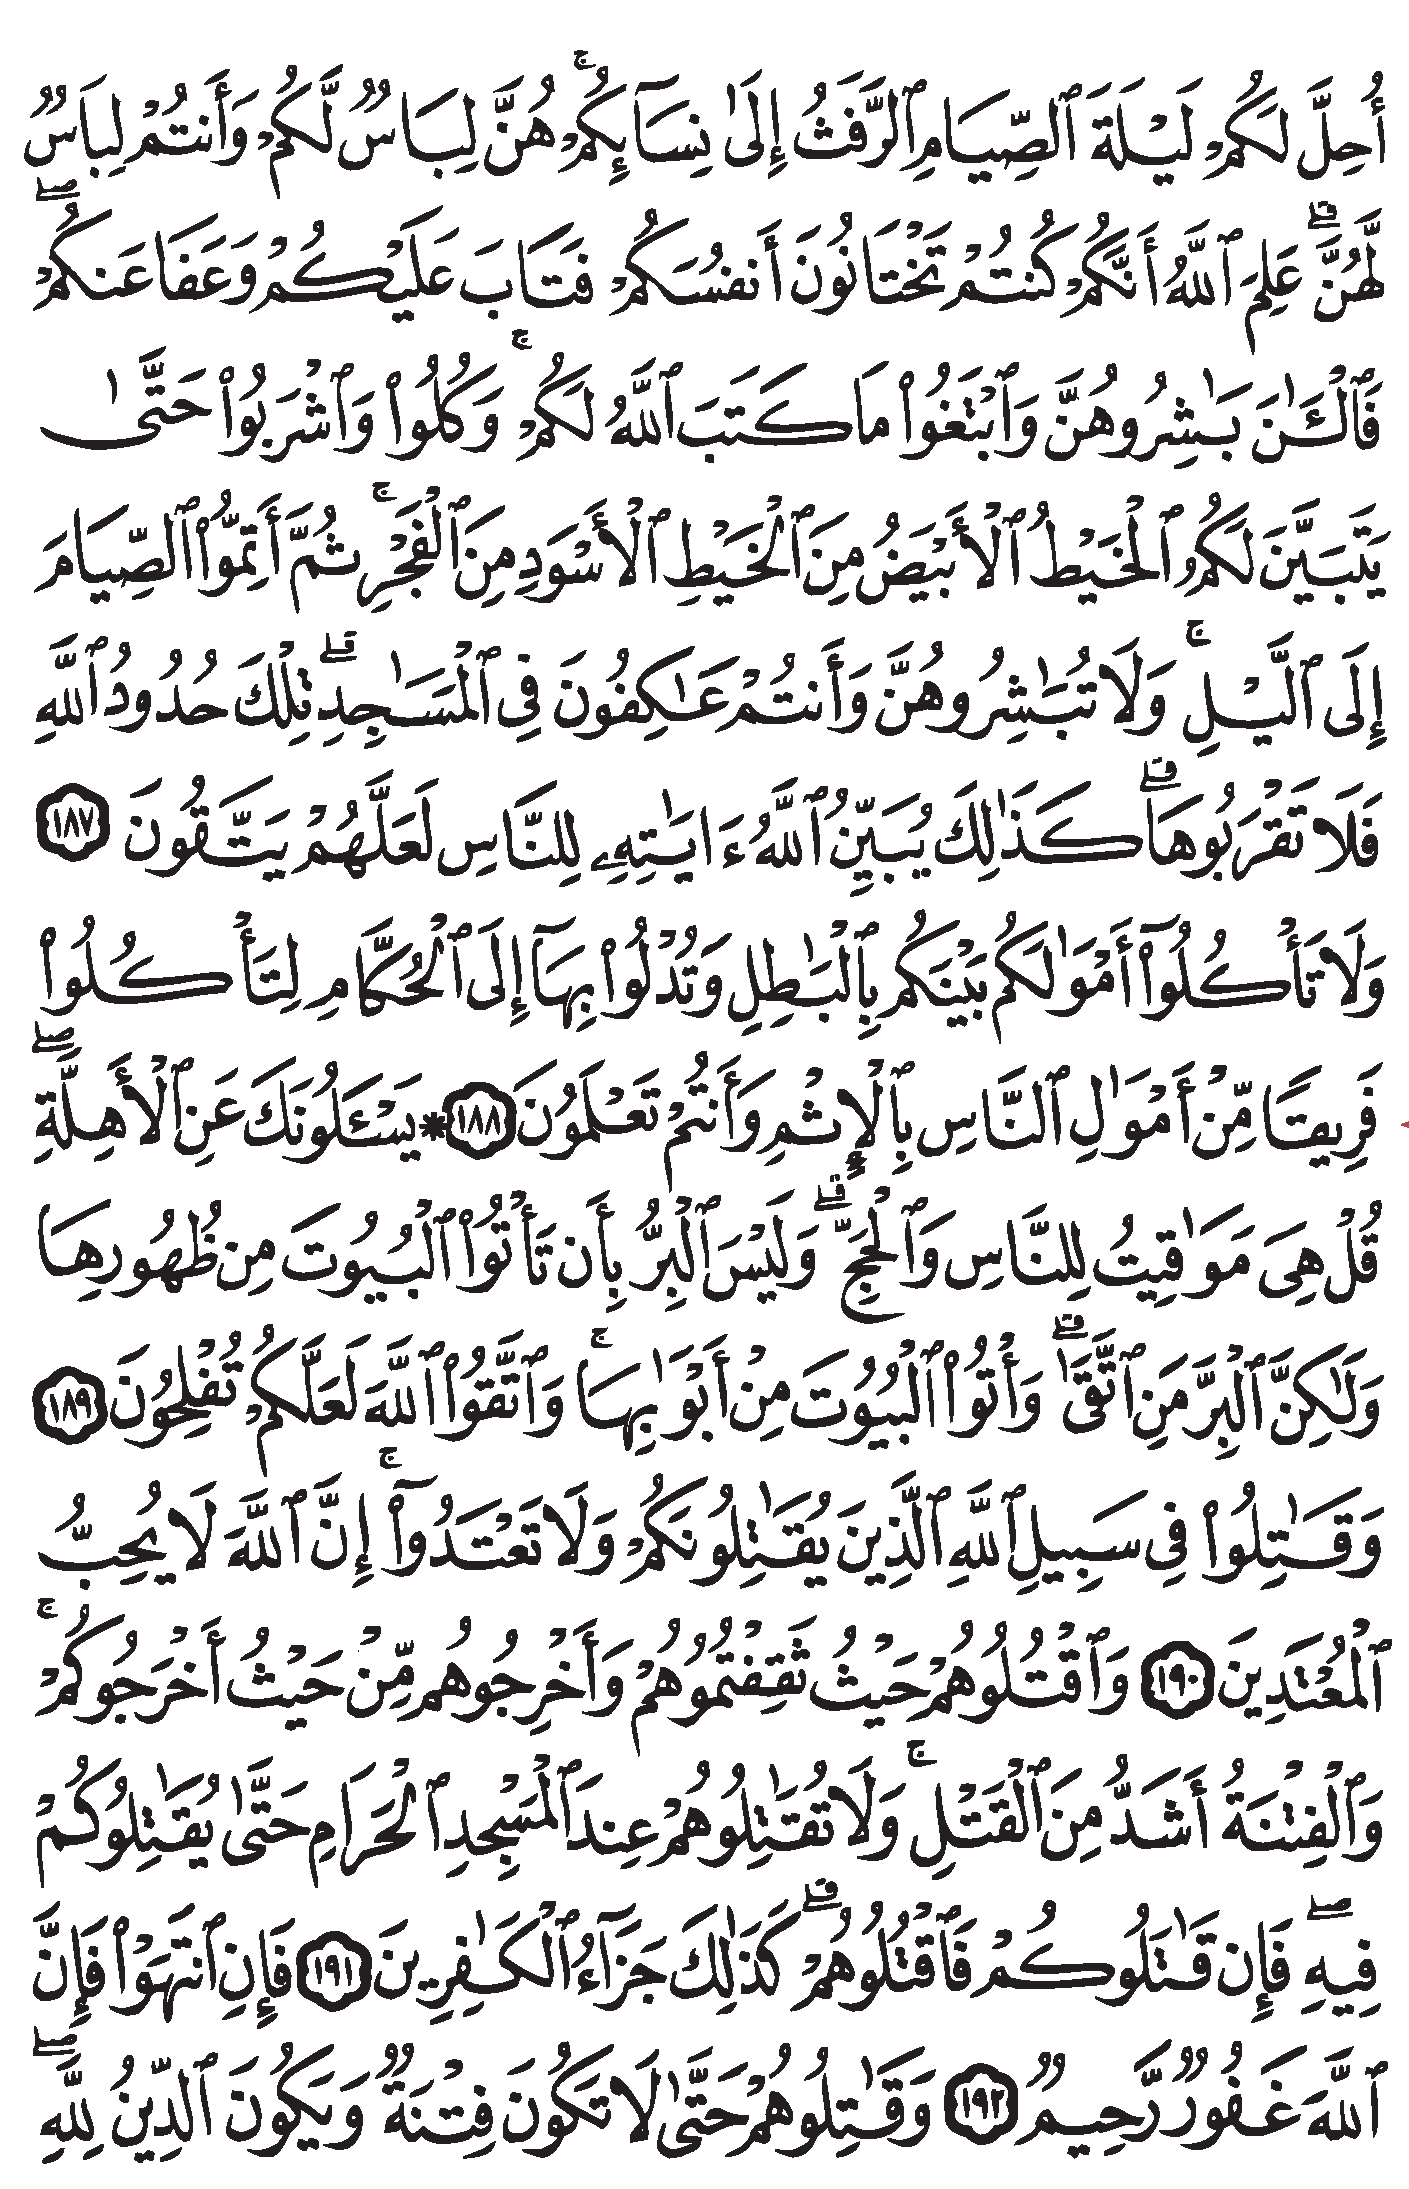 أُحِلَّ لَكُمْ لَيْلَةَ ٱلصِّيَامِ ٱلرَّفَثُ إِلَىٰ نِسَآئِكُمْ ۚ هُنَّ لِبَاسٌ لَّكُمْ وَأَنتُمْ لِبَاسٌ
لَّهُنَّ ۗ عَلِمَ ٱللَّهُ أَنَّكُمْ كُنتُمْ تَخْتَانُونَ أَنفُسَكُمْ فَتَابَ عَلَيْكُمْ وَعَفَا عَنكُمْ ۖ
فَٱلْـَٰٔنَ بَـٰشِرُوهُنَّ وَٱبْتَغُوا۟ مَا كَتَبَ ٱللَّهُ لَكُمْ ۚ وَكُلُوا۟ وَٱشْرَبُوا۟ حَتَّىٰ
يَتَبَيَّنَ لَكُمُ ٱلْخَيْطُ ٱلْأَبْيَضُ مِنَ ٱلْخَيْطِ ٱلْأَسْوَدِ مِنَ ٱلْفَجْرِ ۚ ثُمَّ أَتِمُّوا۟ ٱلصِّيَامَ
إِلَى ٱلَّيْلِ ۚ وَلَا تُبَـٰشِرُوهُنَّ وَأَنتُمْ عَـٰكِفُونَ فِى ٱلْمَسَـٰجِدِ ۗ تِلْكَ حُدُودُ ٱللَّهِ
فَلَا تَقْرَبُوهَا ۗ كَذَٰلِكَ يُبَيِّنُ ٱللَّهُ ءَايَـٰتِهِۦ لِلنَّاسِ لَعَلَّهُمْ يَتَّقُونَ ١٨٧
وَلَا تَأْكُلُوٓا۟ أَمْوَٰلَكُم بَيْنَكُم بِٱلْبَـٰطِلِ وَتُدْلُوا۟ بِهَآ إِلَى ٱلْحُكَّامِ لِتَأْكُلُوا۟
فَرِيقًا مِّنْ أَمْوَٰلِ ٱلنَّاسِ بِٱلْإِثْمِ وَأَنتُمْ تَعْلَمُونَ ١٨٨ * يَسْـَٔلُونَكَ عَنِ ٱلْأَهِلَّةِ ۖ
قُلْ هِىَ مَوَٰقِيتُ لِلنَّاسِ وَٱلْحَجِّ ۗ وَلَيْسَ ٱلْبِرُّ بِأَن تَأْتُوا۟ ٱلْبُيُوتَ مِن ظُهُورِهَا
وَلَـٰكِنَّ ٱلْبِرَّ مَنِ ٱتَّقَىٰ ۗ وَأْتُوا۟ ٱلْبُيُوتَ مِنْ أَبْوَٰبِهَا ۚ وَٱتَّقُوا۟ ٱللَّهَ لَعَلَّكُمْ تُفْلِحُونَ ١٨٩
وَقَـٰتِلُوا۟ فِى سَبِيلِ ٱللَّهِ ٱلَّذِينَ يُقَـٰتِلُونَكُمْ وَلَا تَعْتَدُوٓا۟ ۚ إِنَّ ٱللَّهَ لَا يُحِبُّ
ٱلْمُعْتَدِينَ ١٩٠ وَٱقْتُلُوهُمْ حَيْثُ ثَقِفْتُمُوهُمْ وَأَخْرِجُوهُم مِّنْ حَيْثُ أَخْرَجُوكُمْ ۚ
وَٱلْفِتْنَةُ أَشَدُّ مِنَ ٱلْقَتْلِ ۚ وَلَا تُقَـٰتِلُوهُمْ عِندَ ٱلْمَسْجِدِ ٱلْحَرَامِ حَتَّىٰ يُقَـٰتِلُوكُمْ
فِيهِ ۖ فَإِن قَـٰتَلُوكُمْ فَٱقْتُلُوهُمْ ۗ كَذَٰلِكَ جَزَآءُ ٱلْكَـٰفِرِينَ ١٩١ فَإِنِ ٱنتَهَوْا۟ فَإِنَّ
ٱللَّهَ غَفُورٌ رَّحِيمٌ ١٩٢ وَقَـٰتِلُوهُمْ حَتَّىٰ لَا تَكُونَ فِتْنَةٌ وَيَكُونَ ٱلدِّينُ لِلَّهِ ۖ